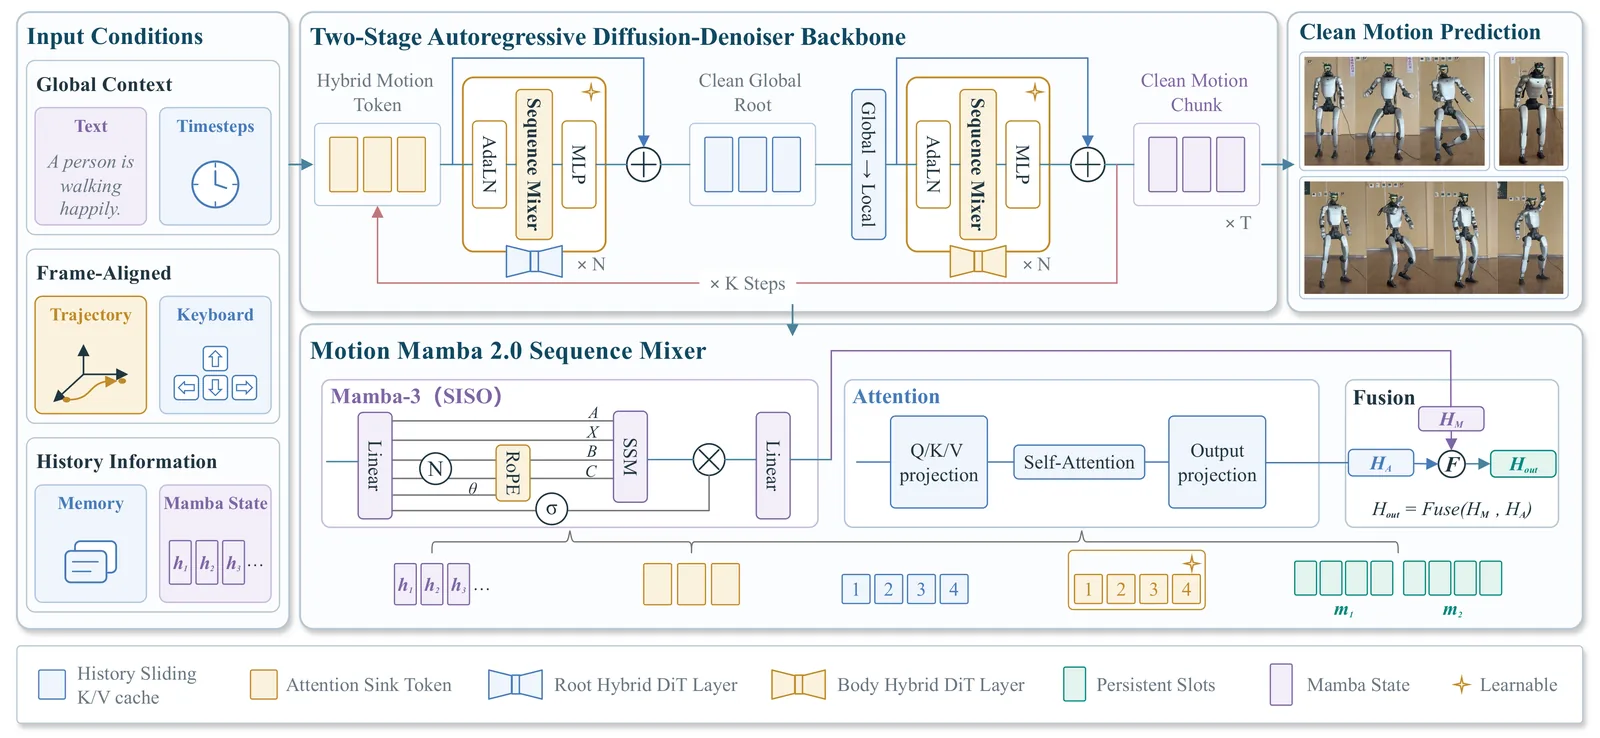 Input Conditions
Global Context
Text
A person is
walking
happily.
Timesteps
Frame-Aligned
Trajectory
Keyboard
History Information
Memory
Mamba State
h1 h2 h3 ...
Two-Stage Autoregressive Diffusion-Denoiser Backbone
Hybrid Motion
Token
AdaLN
Sequence Mixer
MLP
× N
Clean Global
Root
Global → Local
AdaLN
Sequence Mixer
MLP
× N
Clean Motion
Chunk
× T
× K Steps
Clean Motion Prediction
Motion Mamba 2.0 Sequence Mixer
Mamba-3 (SISO)
Linear
N
θ
RoPE
σ
A
X
B
C
SSM
Linear
Attention
Q/K/V
projection
Self-Attention
Output
projection
Fusion
HM
HA
F
Hout
Hout = Fuse(HM , HA)
h1 h2 h3 ...
1 2 3 4
1 2 3 4
m1
m2
History Sliding
K/V cache
Attention Sink Token
Root Hybrid DiT Layer
Body Hybrid DiT Layer
Persistent Slots
Mamba State
Learnable